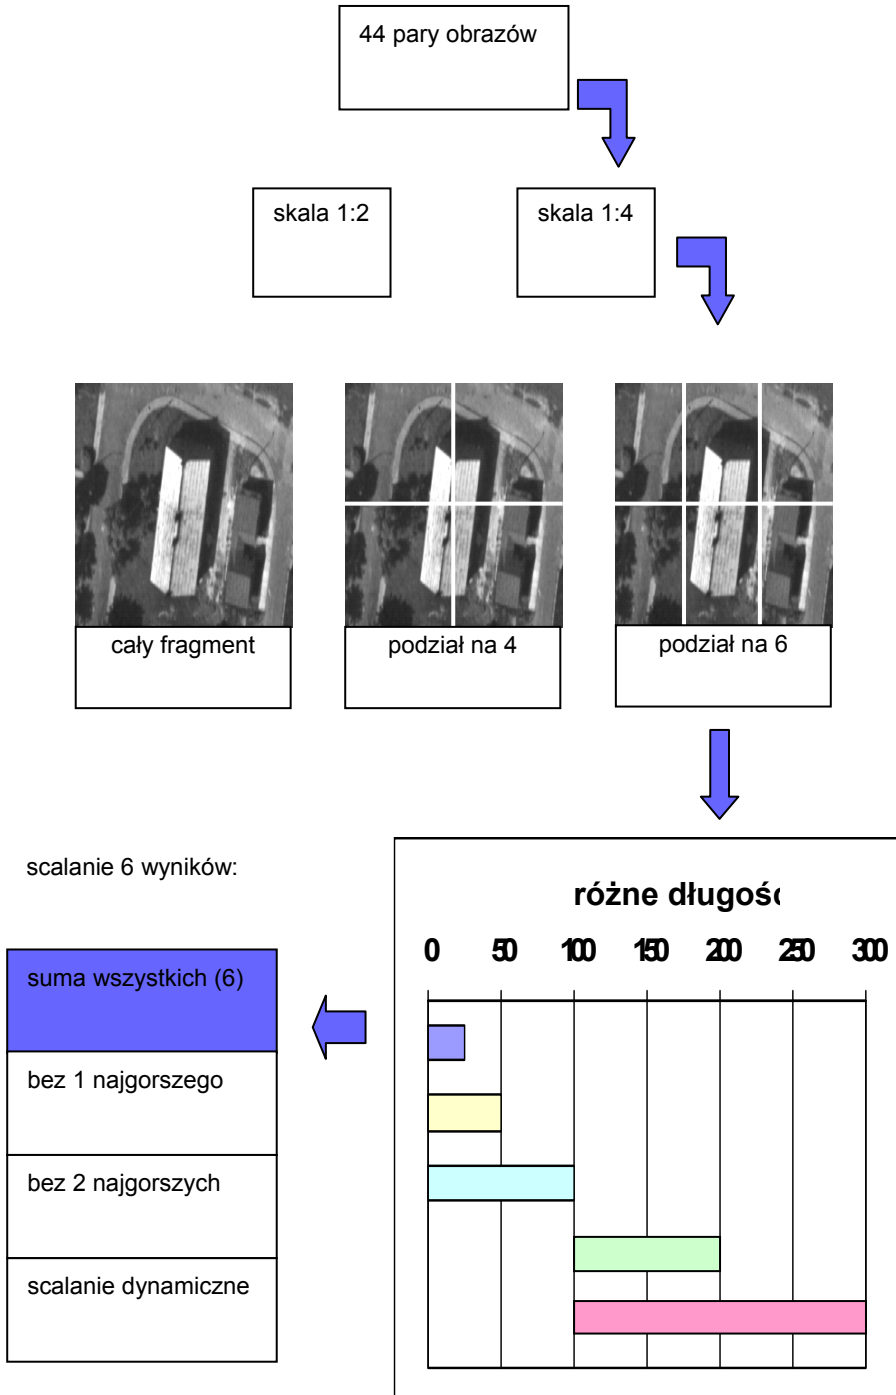 44 pary obrazów
skala 1:2
skala 1:4
cały fragment
podział na 4
podział na 6
scalanie 6 wyników:
suma wszystkich (6)
bez 1 najgorszego
bez 2 najgorszych
scalanie dynamiczne
różne długośc
0 50 100 150 200 250 300